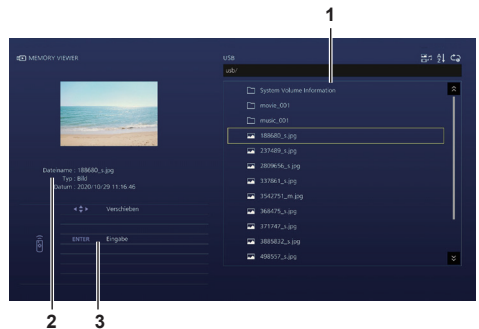 1
MEMORY VIEWER
USB
usb/
System Volume Information
movie_001
music_001
188680_s.jpg
237489_s.jpg
2809656_s.jpg
337861_s.jpg
3542751_m.jpg
368475_s.jpg
371747_s.jpg
3885832_s.jpg
498557_s.jpg
Dateiname : 188680_s.jpg
Typ : Bild
Datum : 2020/10/29 11:16:46
Verschieben
ENTER Eingabe
2 3